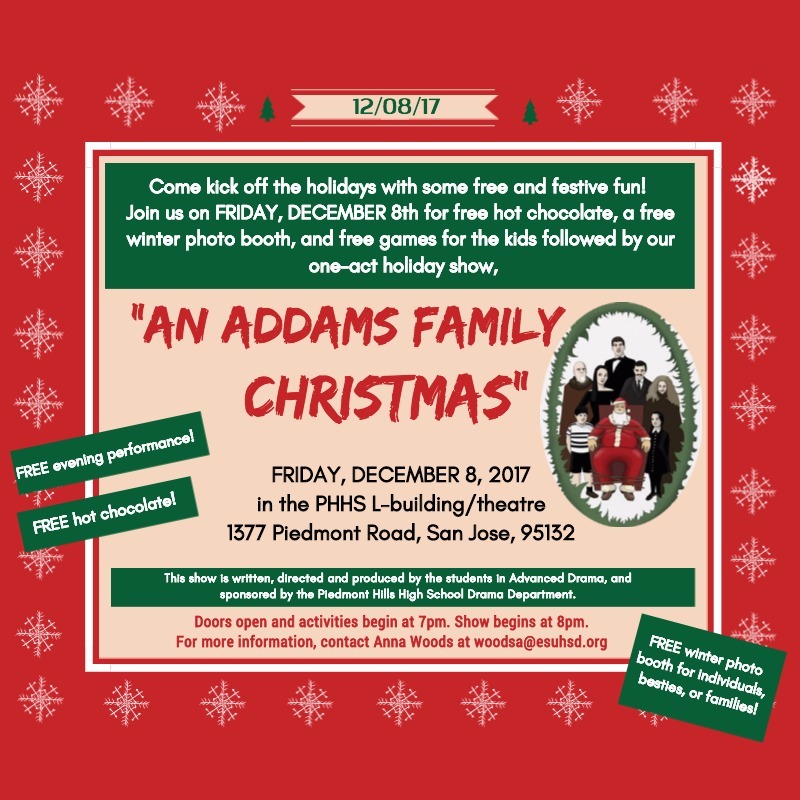 12/08/17
Come kick off the holidays with some free and festive fun!
Join us on FRIDAY, DECEMBER 8th for free hot chocolate, a free
winter photo booth, and free games for the kids followed by our
one-act holiday show,
"AN ADDAMS FAMILY
CHRISTMAS"
FREE evening performance!
FREE hot chocolate!
FRIDAY, DECEMBER 8, 2017
in the PHHS L-building/theatre
1377 Piedmont Road, San Jose, 95132
This show is written, directed and produced by the students in Advanced Drama, and
sponsored by the Piedmont Hills High School Drama Department.
Doors open and activities begin at 7pm. Show begins at 8pm.
For more information, contact Anna Woods at woodsa@esuhsd.org
FREE winter photo
booth for individuals,
besties, or families!